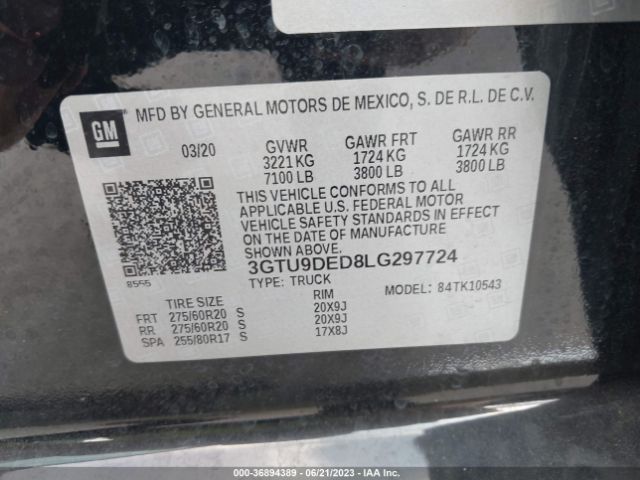 GM
MFD BY GENERAL MOTORS DE MEXICO, S. DE R.L. DE C.V.
03/20 GVWR GAWR FRT GAWR RR
3221 KG 1724 KG 1724 KG
7100 LB 3800 LB 3800 LB
THIS VEHICLE CONFORMS TO ALL
APPLICABLE U.S. FEDERAL MOTOR
VEHICLE SAFETY STANDARDS IN EFFECT
ON THE DATE OF MANUFACTURE
SHOWN ABOVE.
3GTU9DED8LG297724
8555
TYPE: TRUCK MODEL: 84TK10543
TIRE SIZE RIM
FRT 275/60R20 S 20X9J
RR 275/60R20 S 20X9J
SPA 255/80R17 S 17X8J
000-36894389 - 06/21/2023 - IAA Inc.